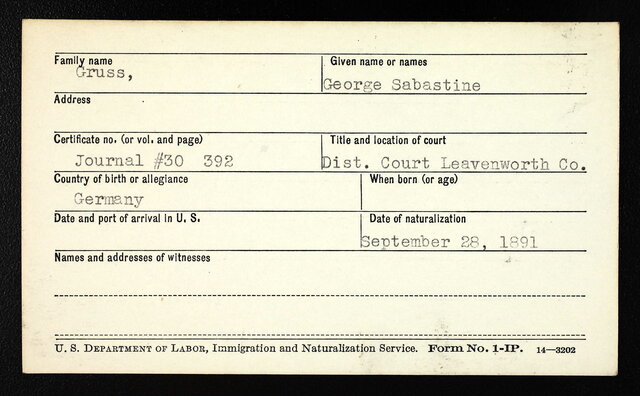 Family name Given name or names
Gruss, George Sabastine
Address
Certificate no. (or vol. and page) Title and location of court
Journal #30 392 Dist. Court Leavenworth Co.
Country of birth or allegiance When born (or age)
Germany
Date and port of arrival in U. S. Date of naturalization
September 28, 1891
Names and addresses of witnesses
U. S. DEPARTMENT OF LABOR, Immigration and Naturalization Service. Form No. 1-IP. 14—3202